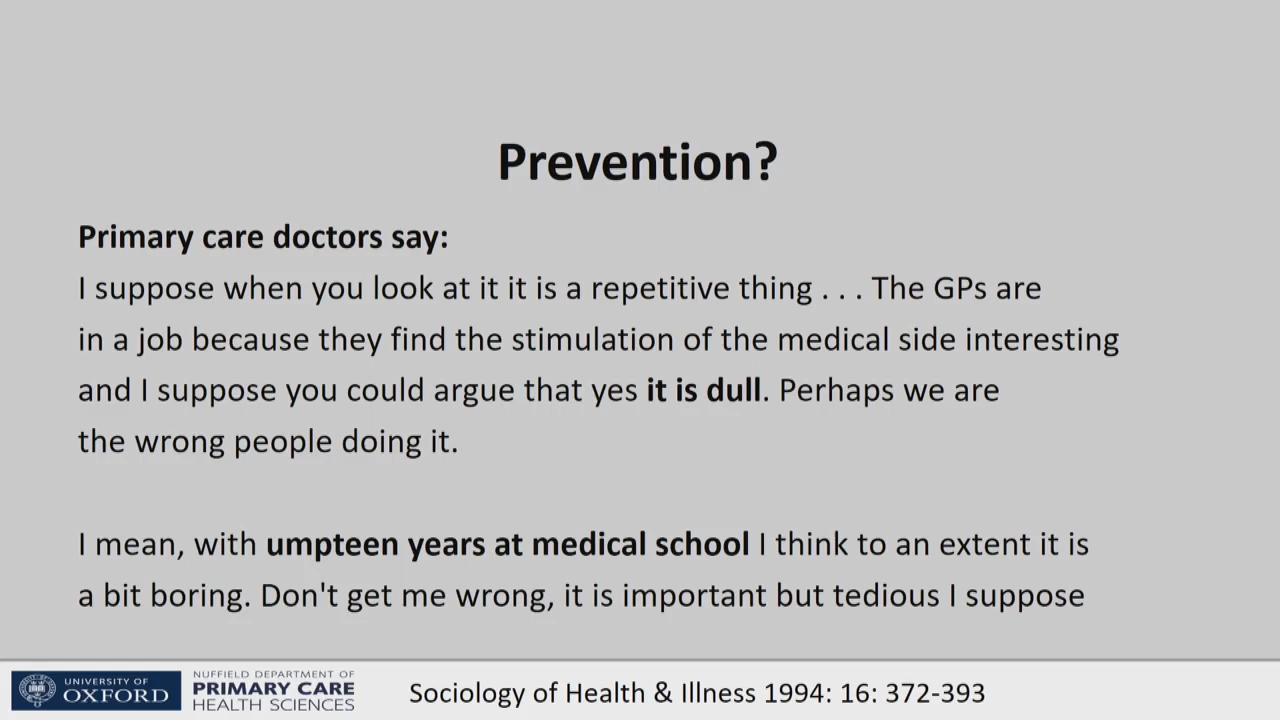 Prevention?
Primary care doctors say:
I suppose when you look at it it is a repetitive thing . . . The GPs are
in a job because they find the stimulation of the medical side interesting
and I suppose you could argue that yes it is dull. Perhaps we are
the wrong people doing it.
I mean, with umpteen years at medical school I think to an extent it is
a bit boring. Don't get me wrong, it is important but tedious I suppose
UNIVERSITY OF
OXFORD
NUFFIELD DEPARTMENT OF
PRIMARY CARE
HEALTH SCIENCES
Sociology of Health & Illness 1994: 16: 372-393